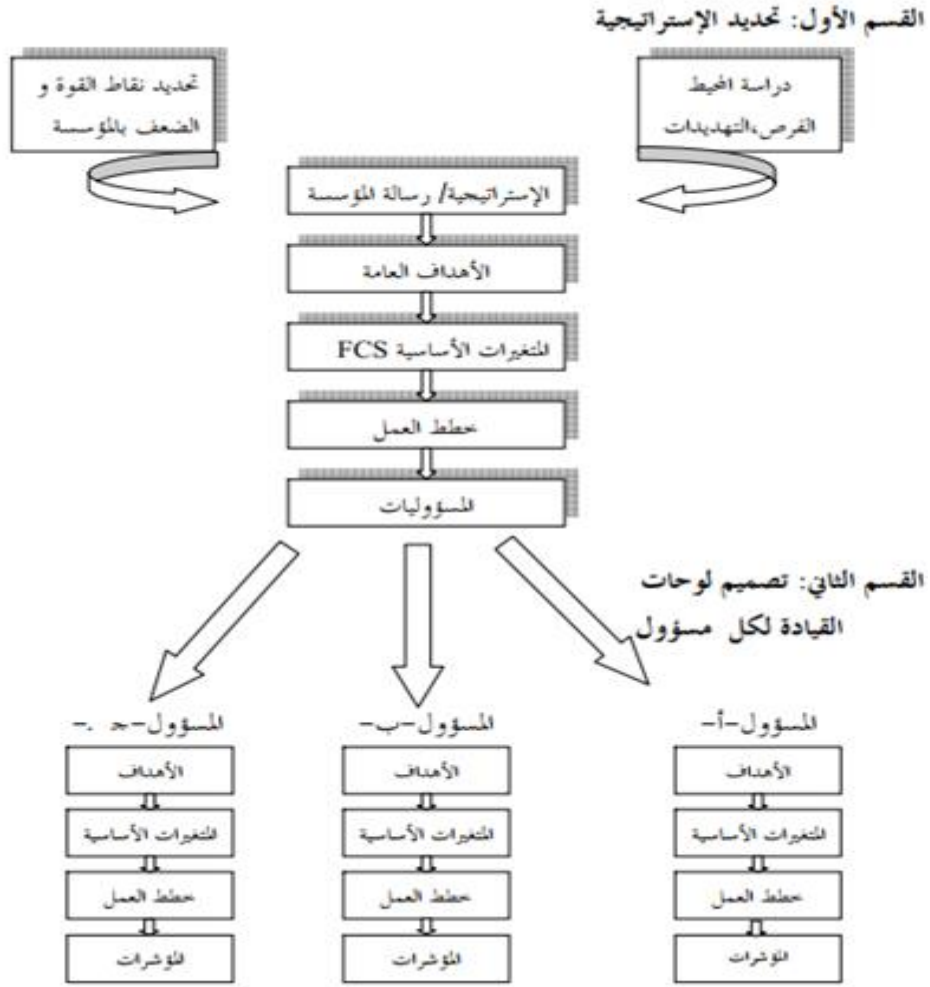 القسم الأول: تحديد الإستراتيجية
دراسة المحيط
الفرص،التهديدات
تحديد نقاط القوة و
الضعف بالمؤسسة
الإستراتيجية/ رسالة المؤسسة
الأهداف العامة
المتغيرات الأساسية FCS
خطط العمل
المسؤوليات
القسم الثاني: تصميم لوحات
القيادة لكل مسؤول
المسؤول-أ-
الأهداف
المتغيرات الأساسية
خطط العمل
المؤشرات
المسؤول-ب-
الأهداف
المتغيرات الأساسية
خطط العمل
المؤشرات
المسؤول-جـ .-
الأهداف
المتغيرات الأساسية
خطط العمل
المؤشرات